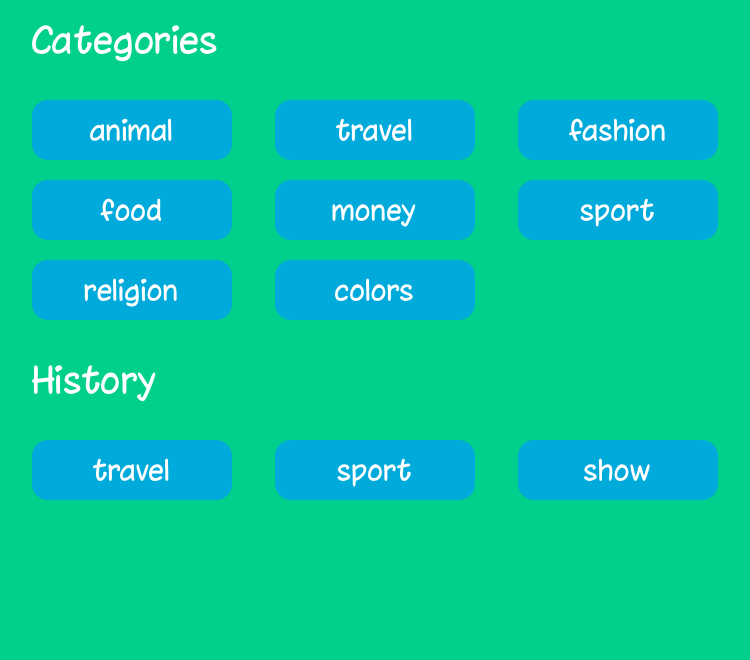 Categories
animal travel fashion
food money sport
religion colors
History
travel sport show